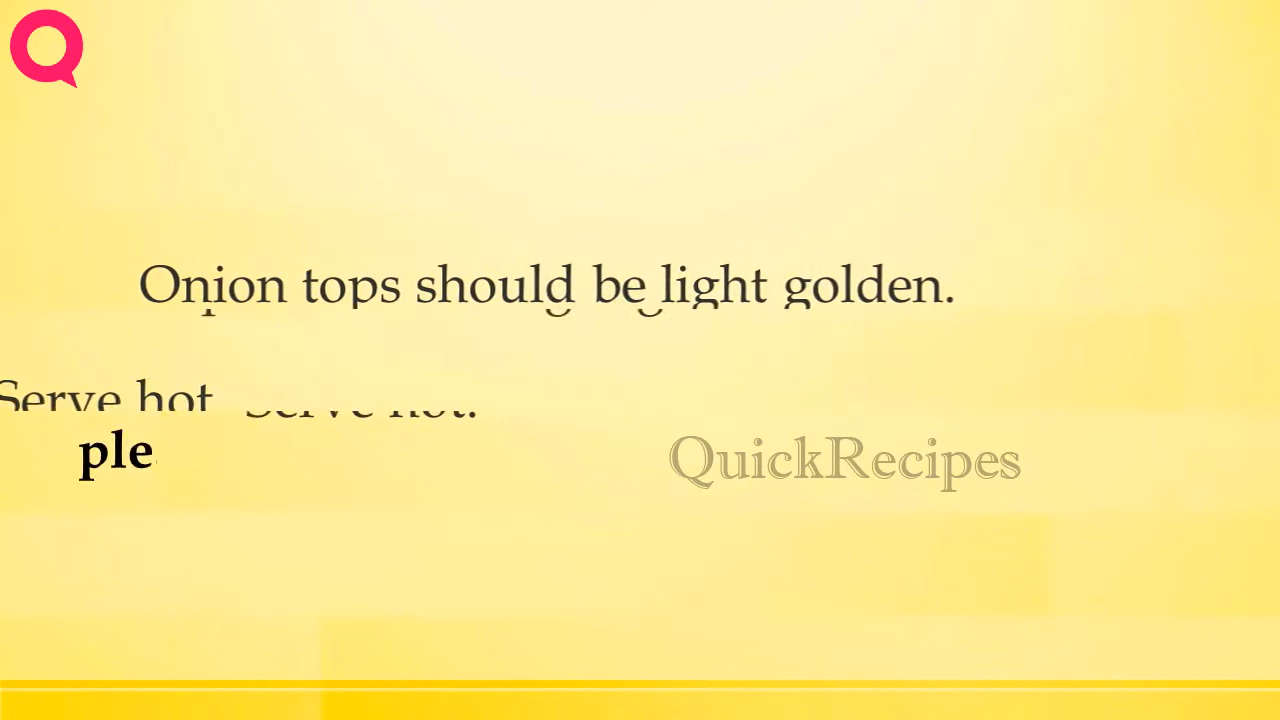 Onion tops should be light golden.
Serve hot Serve hot.
ple
QuickRecipes